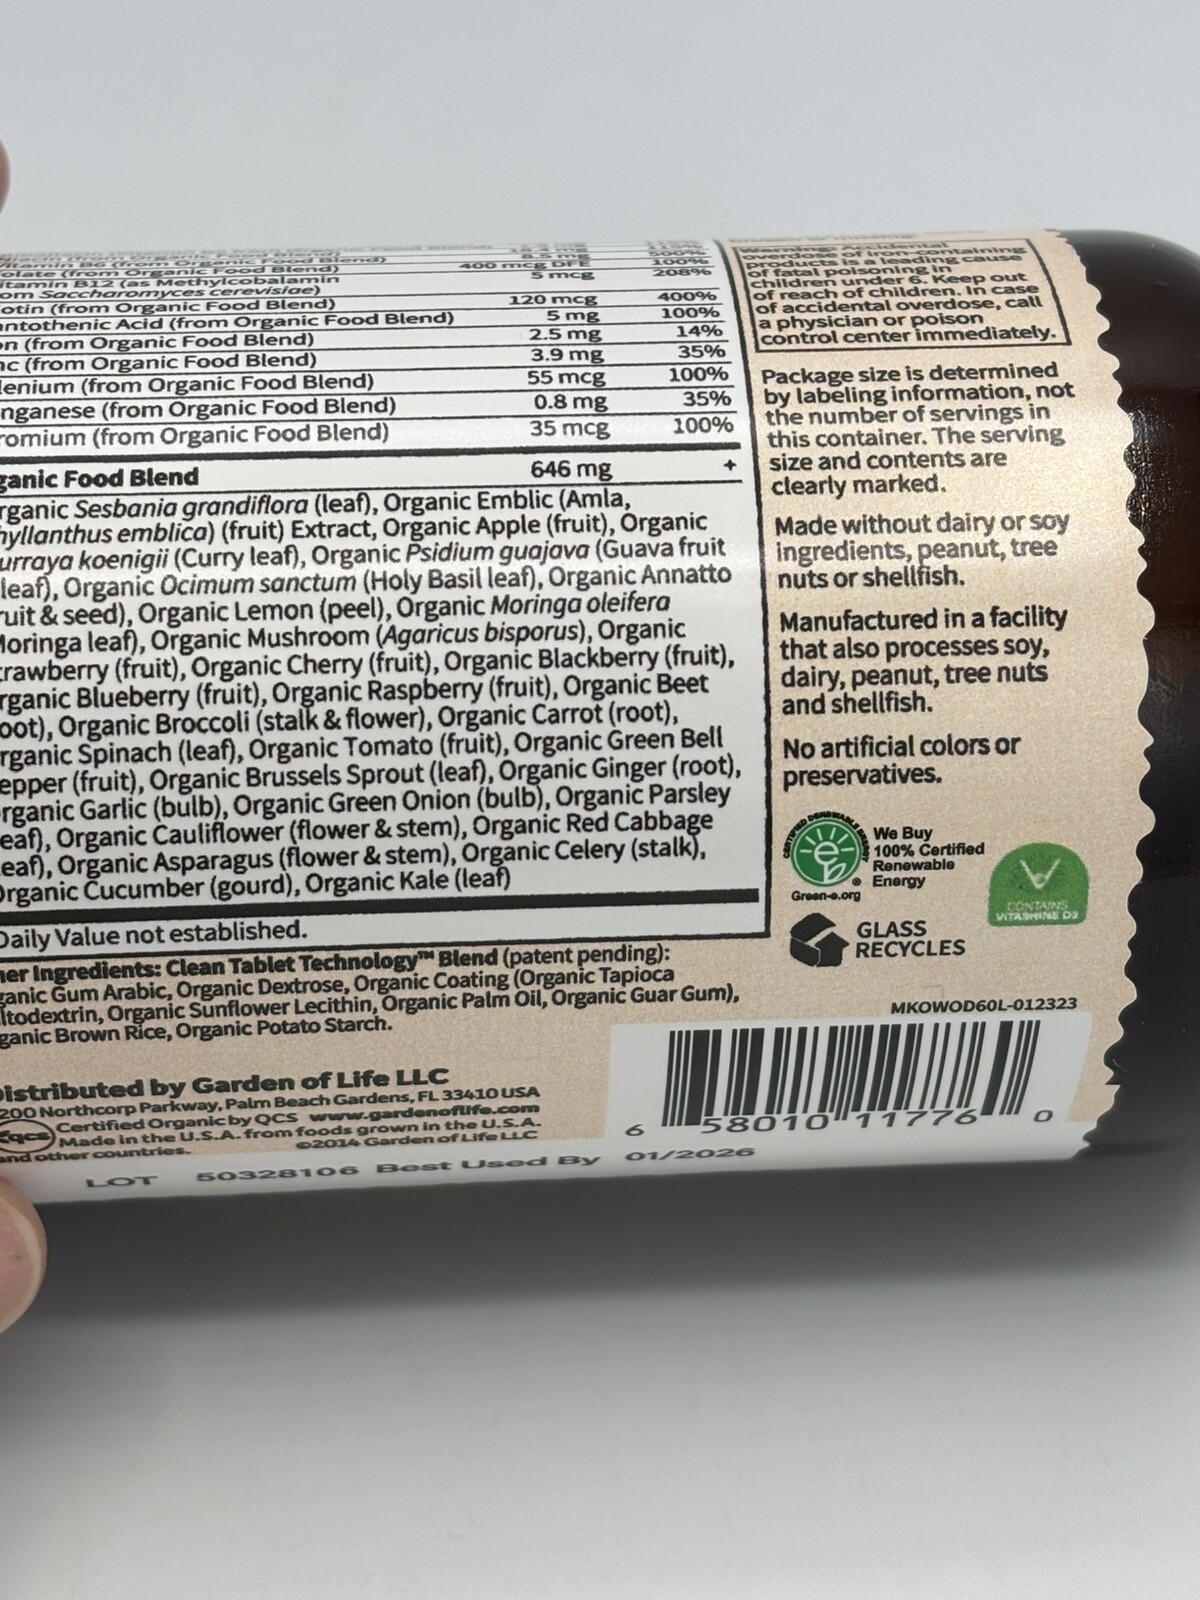 8.5 mg 500%
400 mcg DFE 100%
(from Organic Food Blend)
B12 (as Methylcobalamin 5 mcg 208%
Saccharomyces cerevisiae)
(from Organic Food Blend) 120 mcg 400%
Acid (from Organic Food Blend) 5 mg 100%
(from Organic Food Blend) 2.5 mg 14%
(from Organic Food Blend) 3.9 mg 35%
(from Organic Food Blend) 55 mcg 100%
(from Organic Food Blend) 0.8 mg 35%
(from Organic Food Blend) 35 mcg 100%
Food Blend 646 mg +
rganic Sesbania grandiflora (leaf), Organic Emblic (Amla,
hyllanthus emblica) (fruit) Extract, Organic Apple (fruit), Organic
urraya koenigii (Curry leaf), Organic Psidium guajava (Guava fruit
leaf), Organic Ocimum sanctum (Holy Basil leaf), Organic Annatto
ruit & seed), Organic Lemon (peel), Organic Moringa oleifera
Moringa leaf), Organic Mushroom (Agaricus bisporus), Organic
trawberry (fruit), Organic Cherry (fruit), Organic Blackberry (fruit),
rganic Blueberry (fruit), Organic Raspberry (fruit), Organic Beet
oot), Organic Broccoli (stalk & flower), Organic Carrot (root),
rganic Spinach (leaf), Organic Tomato (fruit), Organic Green Bell
epper (fruit), Organic Brussels Sprout (leaf), Organic Ginger (root),
rganic Garlic (bulb), Organic Green Onion (bulb), Organic Parsley
eaf), Organic Cauliflower (flower & stem), Organic Red Cabbage
eaf), Organic Asparagus (flower & stem), Organic Celery (stalk),
Organic Cucumber (gourd), Organic Kale (leaf)
Daily Value not established.
her Ingredients: Clean Tablet Technology™ Blend (patent pending):
ganic Gum Arabic, Organic Dextrose, Organic Coating (Organic Tapioca
ltodextrin, Organic Sunflower Lecithin, Organic Palm Oil, Organic Guar Gum),
ganic Brown Rice, Organic Potato Starch.
Distributed by Garden of Life LLC
200 Northcorp Parkway, Palm Beach Gardens, FL 33410 USA
qcs Certified Organic by QCS www.gardenoflife.com
Made in the U.S.A. from foods grown in the U.S.A.
and other countries. ©2014 Garden of Life LLC
LOT 50328106 Best Used By 01/2026
Warning: Accidental
overdose of iron-containing
products is a leading cause
of fatal poisoning in
children under 6. Keep out
of reach of children. In case
of accidental overdose, call
a physician or poison
control center immediately.
Package size is determined
by labeling information, not
the number of servings in
this container. The serving
size and contents are
clearly marked.
Made without dairy or soy
ingredients, peanut, tree
nuts or shellfish.
Manufactured in a facility
that also processes soy,
dairy, peanut, tree nuts
and shellfish.
No artificial colors or
preservatives.
CERTIFIED RENEWABLE ENERGY
e
Green-e.org
We Buy
100% Certified
Renewable
Energy
CONTAINS
VITASHINE D3
GLASS
RECYCLES
MKOWOD60L-012323
6 58010 11776 0